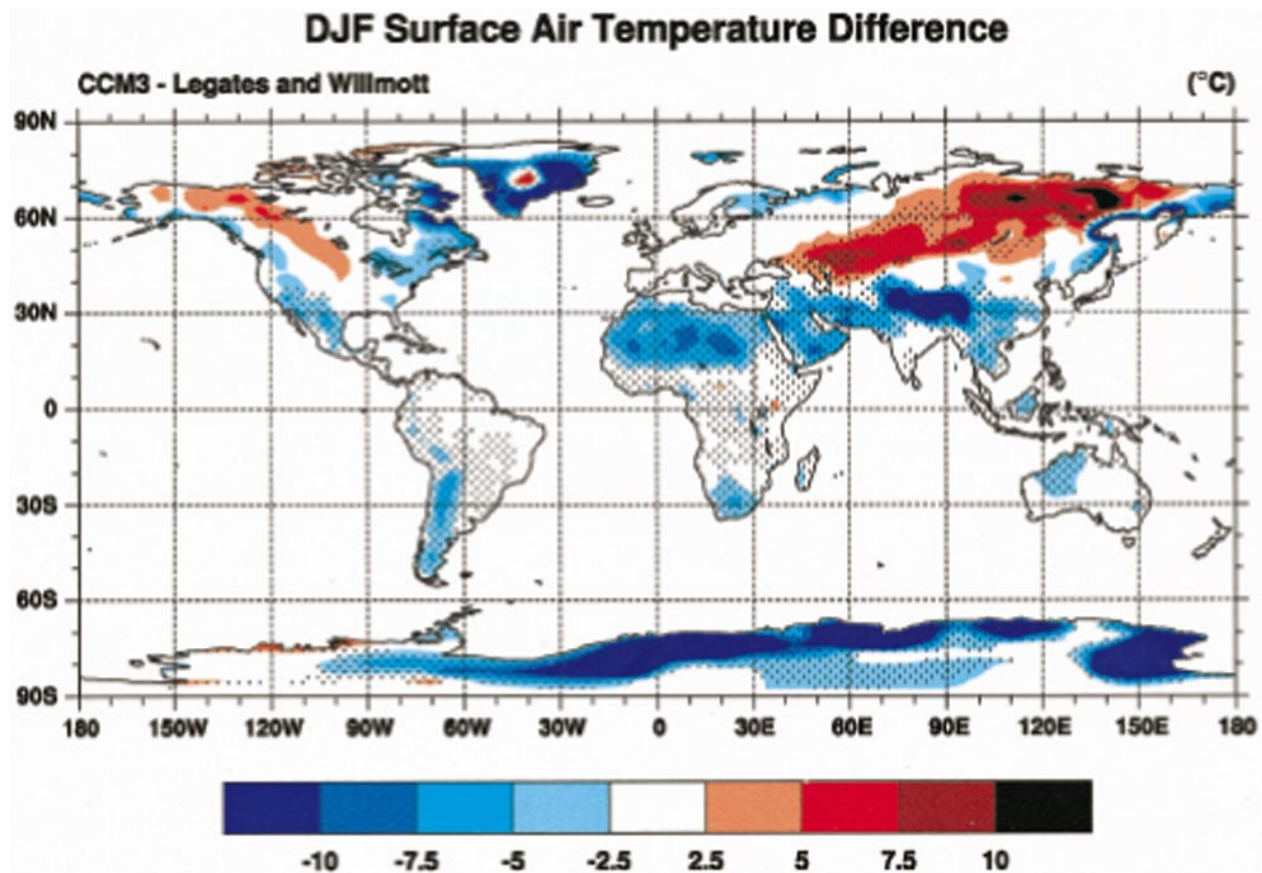 DJF Surface Air Temperature Difference
CCM3 - Legates and Willmott (°C)
90N
60N
30N
0
30S
60S
90S
180 150W 120W 90W 60W 30W 0 30E 60E 90E 120E 150E 180
-10 -7.5 -5 -2.5 2.5 5 7.5 10